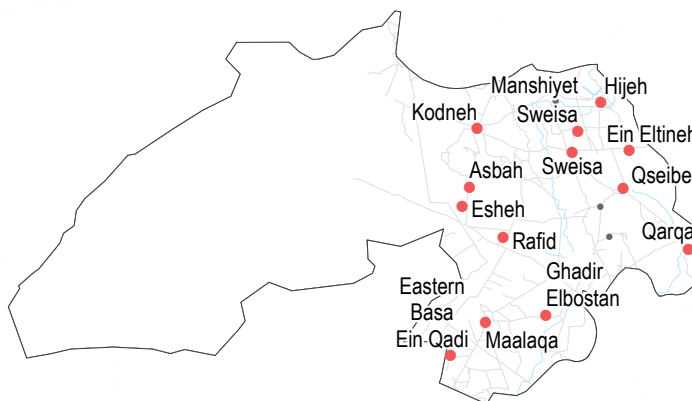 Manshiyet
Hijeh
Kodneh
Sweisa
Ein Eltineh
Sweisa
Asbah
Qseibe
Esheh
Rafid
Qarqa
Ghadir
Elbostan
Eastern
Basa
Ein Qadi
Maalaqa